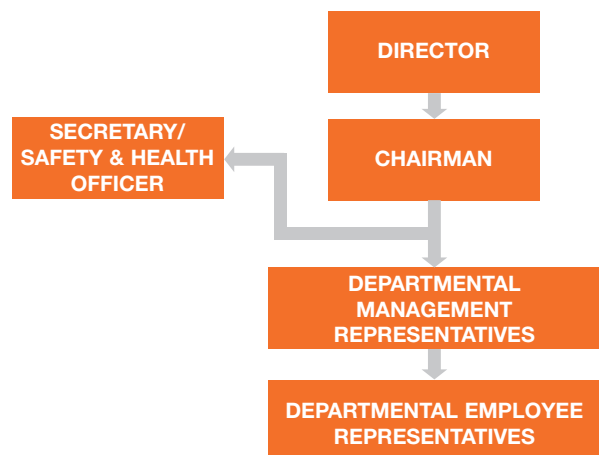 DIRECTOR
CHAIRMAN
SECRETARY/
SAFETY & HEALTH
OFFICER
DEPARTMENTAL
MANAGEMENT
REPRESENTATIVES
DEPARTMENTAL EMPLOYEE
REPRESENTATIVES